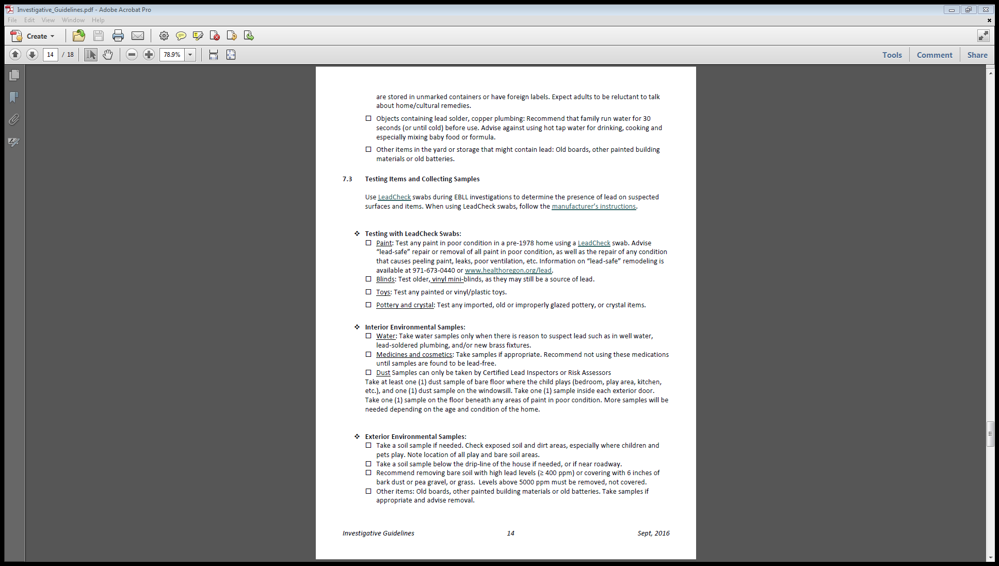 Investigative_Guidelines.pdf - Adobe Acrobat Pro
File Edit View Window Help
Create
14 / 18 78.9% Tools Comment Share
are stored in unmarked containers or have foreign labels. Expect adults to be reluctant to talk
about home/cultural remedies.
☐ Objects containing lead solder, copper plumbing: Recommend that family run water for 30
seconds (or until cold) before use. Advise against using hot tap water for drinking, cooking and
especially mixing baby food or formula.
☐ Other items in the yard or storage that might contain lead: Old boards, other painted building
materials or old batteries.
7.3 Testing Items and Collecting Samples
Use LeadCheck swabs during EBLL investigations to determine the presence of lead on suspected
surfaces and items. When using LeadCheck swabs, follow the manufacturer's instructions.
❖ Testing with LeadCheck Swabs:
☐ Paint: Test any paint in poor condition in a pre-1978 home using a LeadCheck swab. Advise
“lead-safe” repair or removal of all paint in poor condition, as well as the repair of any condition
that causes peeling paint, leaks, poor ventilation, etc. Information on “lead-safe” remodeling is
available at 971-673-0440 or www.healthoregon.org/lead.
☐ Blinds: Test older, vinyl mini-blinds, as they may still be a source of lead.
☐ Toys: Test any painted or vinyl/plastic toys.
☐ Pottery and crystal: Test any imported, old or improperly glazed pottery, or crystal items.
❖ Interior Environmental Samples:
☐ Water: Take water samples only when there is reason to suspect lead such as in well water,
lead-soldered plumbing, and/or new brass fixtures.
☐ Medicines and cosmetics: Take samples if appropriate. Recommend not using these medications
until samples are found to be lead-free.
☐ Dust Samples can only be taken by Certified Lead Inspectors or Risk Assessors
Take at least one (1) dust sample of bare floor where the child plays (bedroom, play area, kitchen,
etc.), and one (1) dust sample on the windowsill. Take one (1) sample inside each exterior door.
Take one (1) sample on the floor beneath any areas of paint in poor condition. More samples will be
needed depending on the age and condition of the home.
❖ Exterior Environmental Samples:
☐ Take a soil sample if needed. Check exposed soil and dirt areas, especially where children and
pets play. Note location of all play and bare soil areas.
☐ Take a soil sample below the drip-line of the house if needed, or if near roadway.
☐ Recommend removing bare soil with high lead levels (≥ 400 ppm) or covering with 6 inches of
bark dust or pea gravel, or grass. Levels above 5000 ppm must be removed, not covered.
☐ Other items: Old boards, other painted building materials or old batteries. Take samples if
appropriate and advise removal.
Investigative Guidelines 14 Sept, 2016